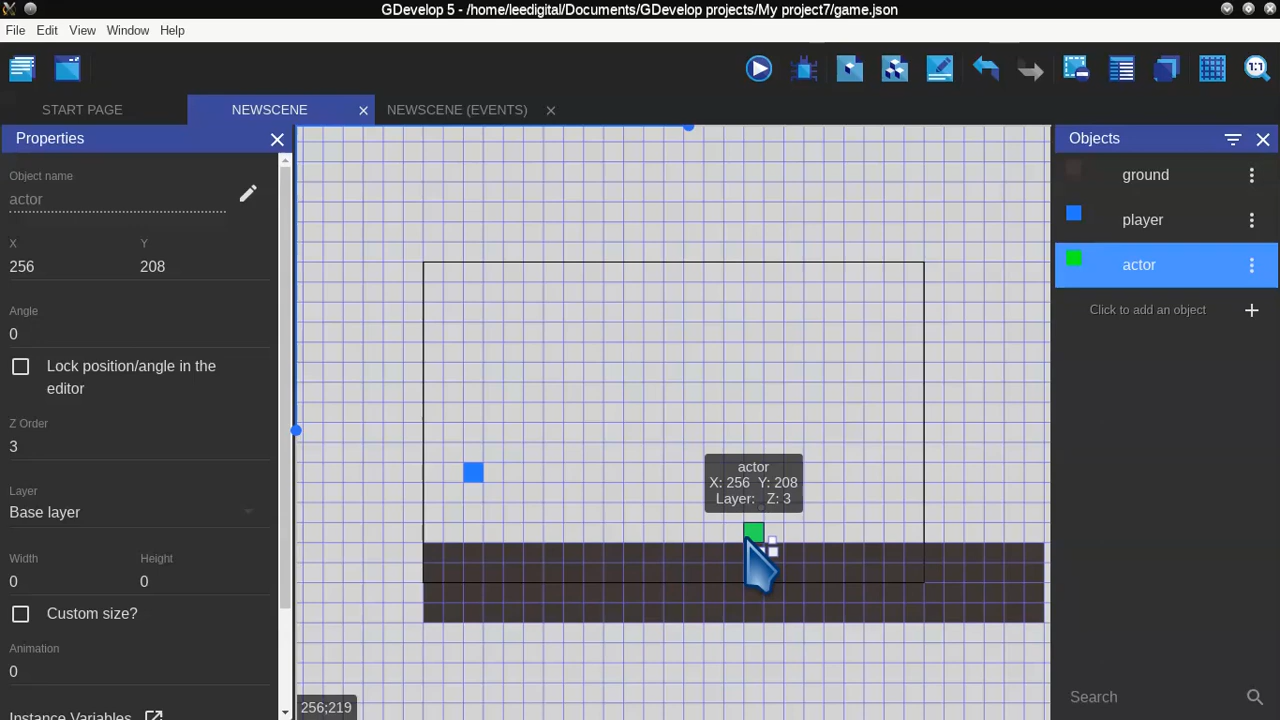 GDevelop 5 - /home/leedigital/Documents/GDevelop projects/My project7/game.json
File Edit View Window Help
1:1
START PAGE NEWSCENE NEWSCENE (EVENTS)
Properties
Object name
actor
X Y
256 208
Angle
0
Lock position/angle in the
editor
Z Order
3
Layer
Base layer
Width Height
0 0
Custom size?
Animation
0
Instance Variables
actor
X: 256 Y: 208
Layer: Z: 3
256;219
Objects
ground
player
actor
Click to add an object
Search